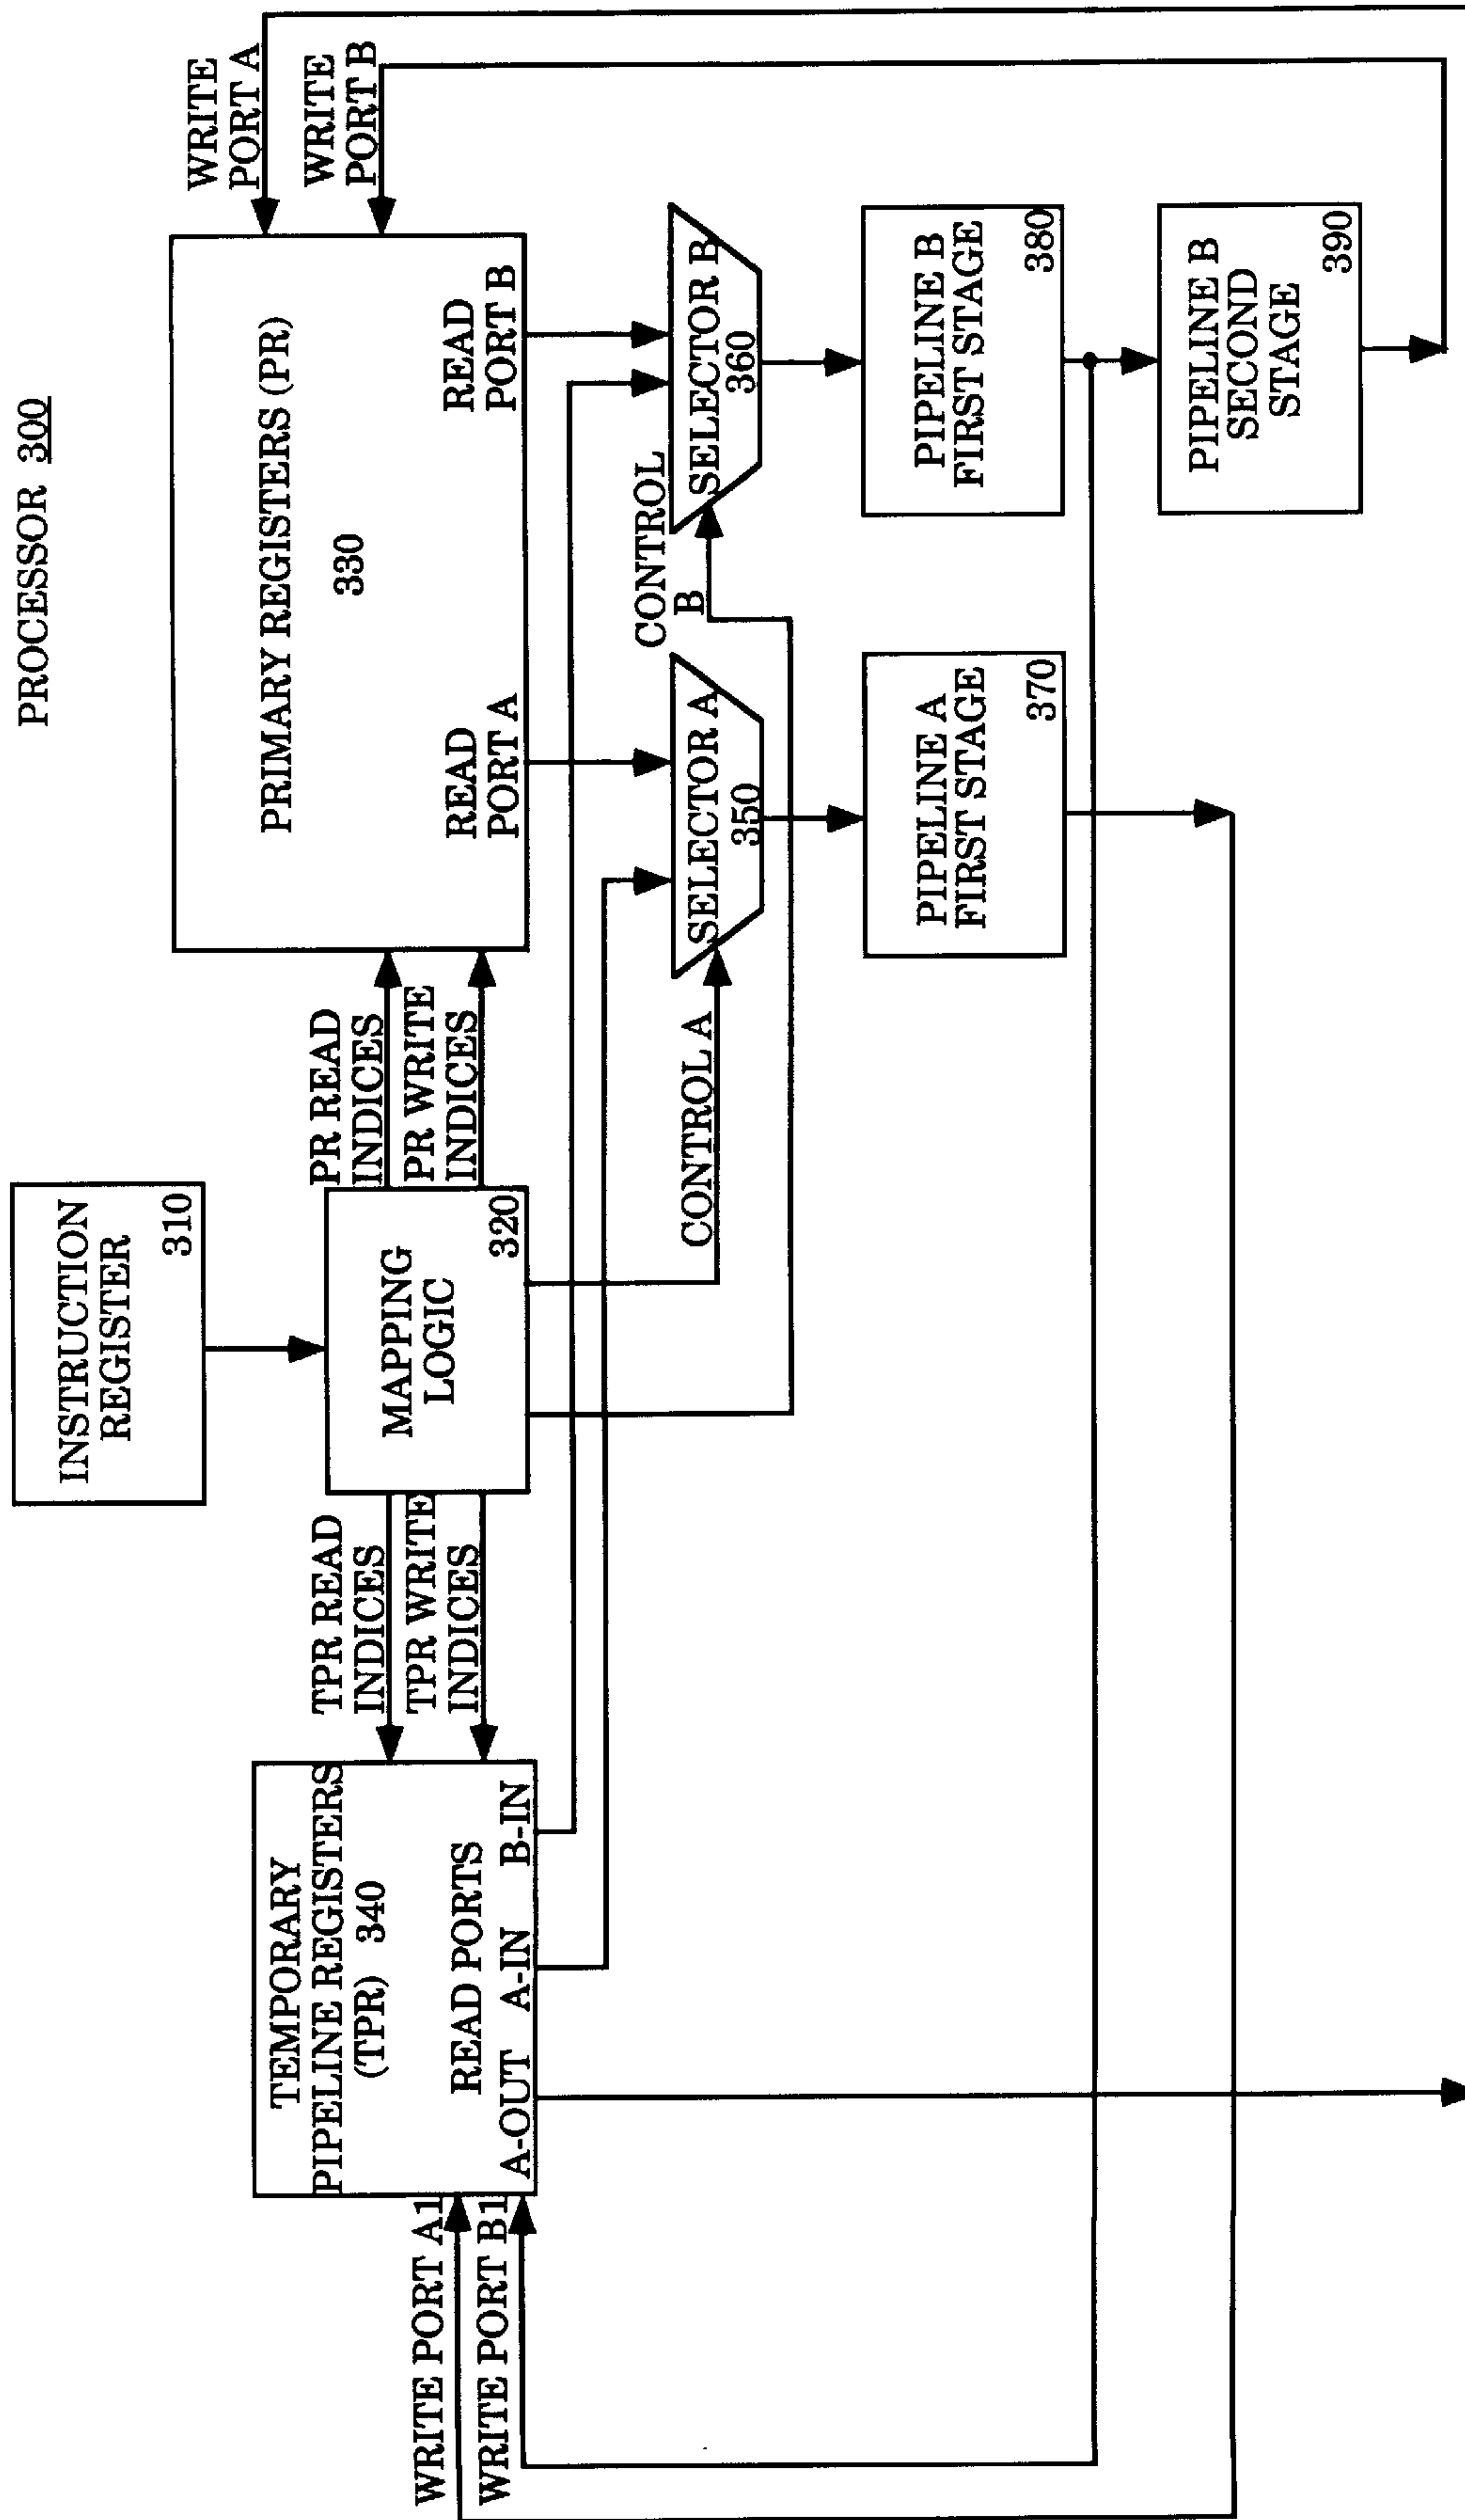 PROCESSOR 300
INSTRUCTION
REGISTER
310
MAPPING
LOGIC
320
TPR READ
INDICES
TPR WRITE
INDICES
PR READ
INDICES
PR WRITE
INDICES
TEMPORARY
PIPELINE REGISTERS
(TPR) 340
READ PORTS
A-OUT A-IN B-IN
WRITE PORT A1
WRITE PORT B1
PRIMARY REGISTERS (PR)
330
READ
PORT A
READ
PORT B
WRITE
PORT A
WRITE
PORT B
CONTROL A
CONTROL
B
SELECTOR A
350
SELECTOR B
360
PIPELINE A
FIRST STAGE
370
PIPELINE B
FIRST STAGE
380
PIPELINE B
SECOND
STAGE
390